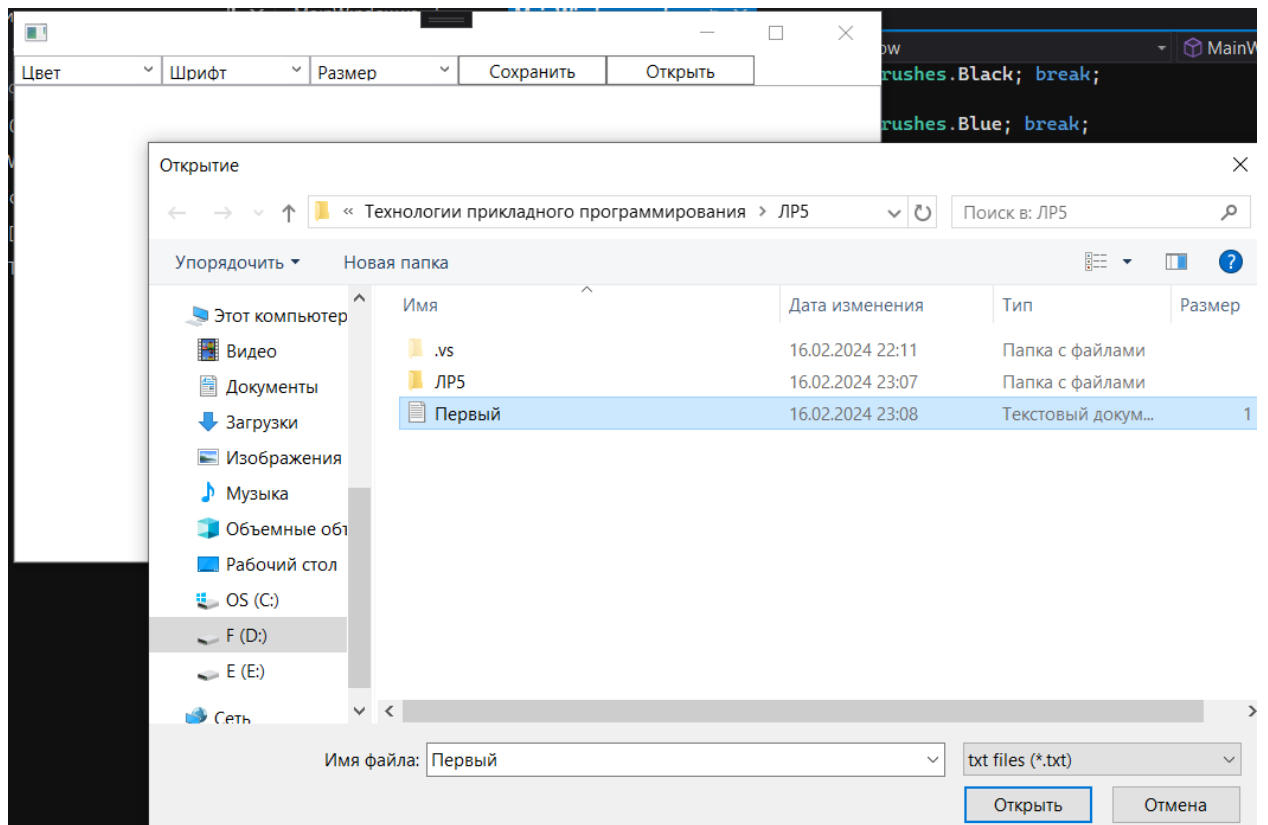 MainW
Цвет Шрифт Размер Сохранить Открыть
rushes.Black; break;
rushes.Blue; break;
Открытие
« Технологии прикладного программирования > ЛР5
Поиск в: ЛР5
Упорядочить Новая папка
?
Имя Дата изменения Тип Размер
Этот компьютер
Видео
Документы
Загрузки
Изображения
Музыка
Объемные объ
Рабочий стол
OS (C:)
F (D:)
E (E:)
Сеть
.vs 16.02.2024 22:11 Папка с файлами
ЛР5 16.02.2024 23:07 Папка с файлами
Первый 16.02.2024 23:08 Текстовый докум... 1
Имя файла: Первый txt files (*.txt)
Открыть Отмена